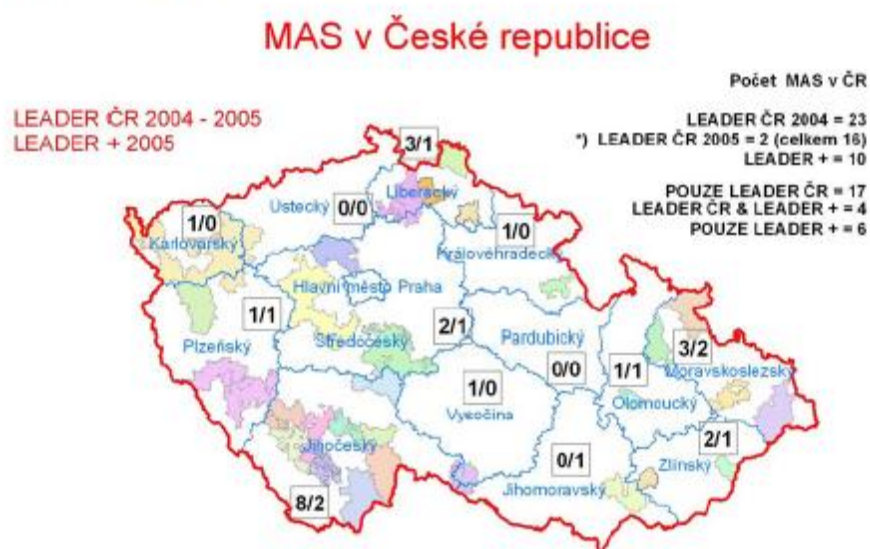 MAS v České republice
Počet MAS v ČR
LEADER ČR 2004 - 2005
LEADER + 2005
LEADER ČR 2004 = 23
*) LEADER ČR 2005 = 2 (celkem 16)
LEADER + = 10
POUZE LEADER ČR = 17
LEADER ČR & LEADER + = 4
POUZE LEADER + = 6
3/1
Liberecký
Ústecký
0/0
1/0
Karlovarský
1/0
Královéhradecký
Hlavní město Praha
1/1
Plzeňský
2/1
Středočeský
Pardubický
0/0
3/2
Moravskoslezský
1/1
Olomoucký
1/0
Vysočina
Jihočeský
8/2
0/1
Jihomoravský
2/1
Zlínský